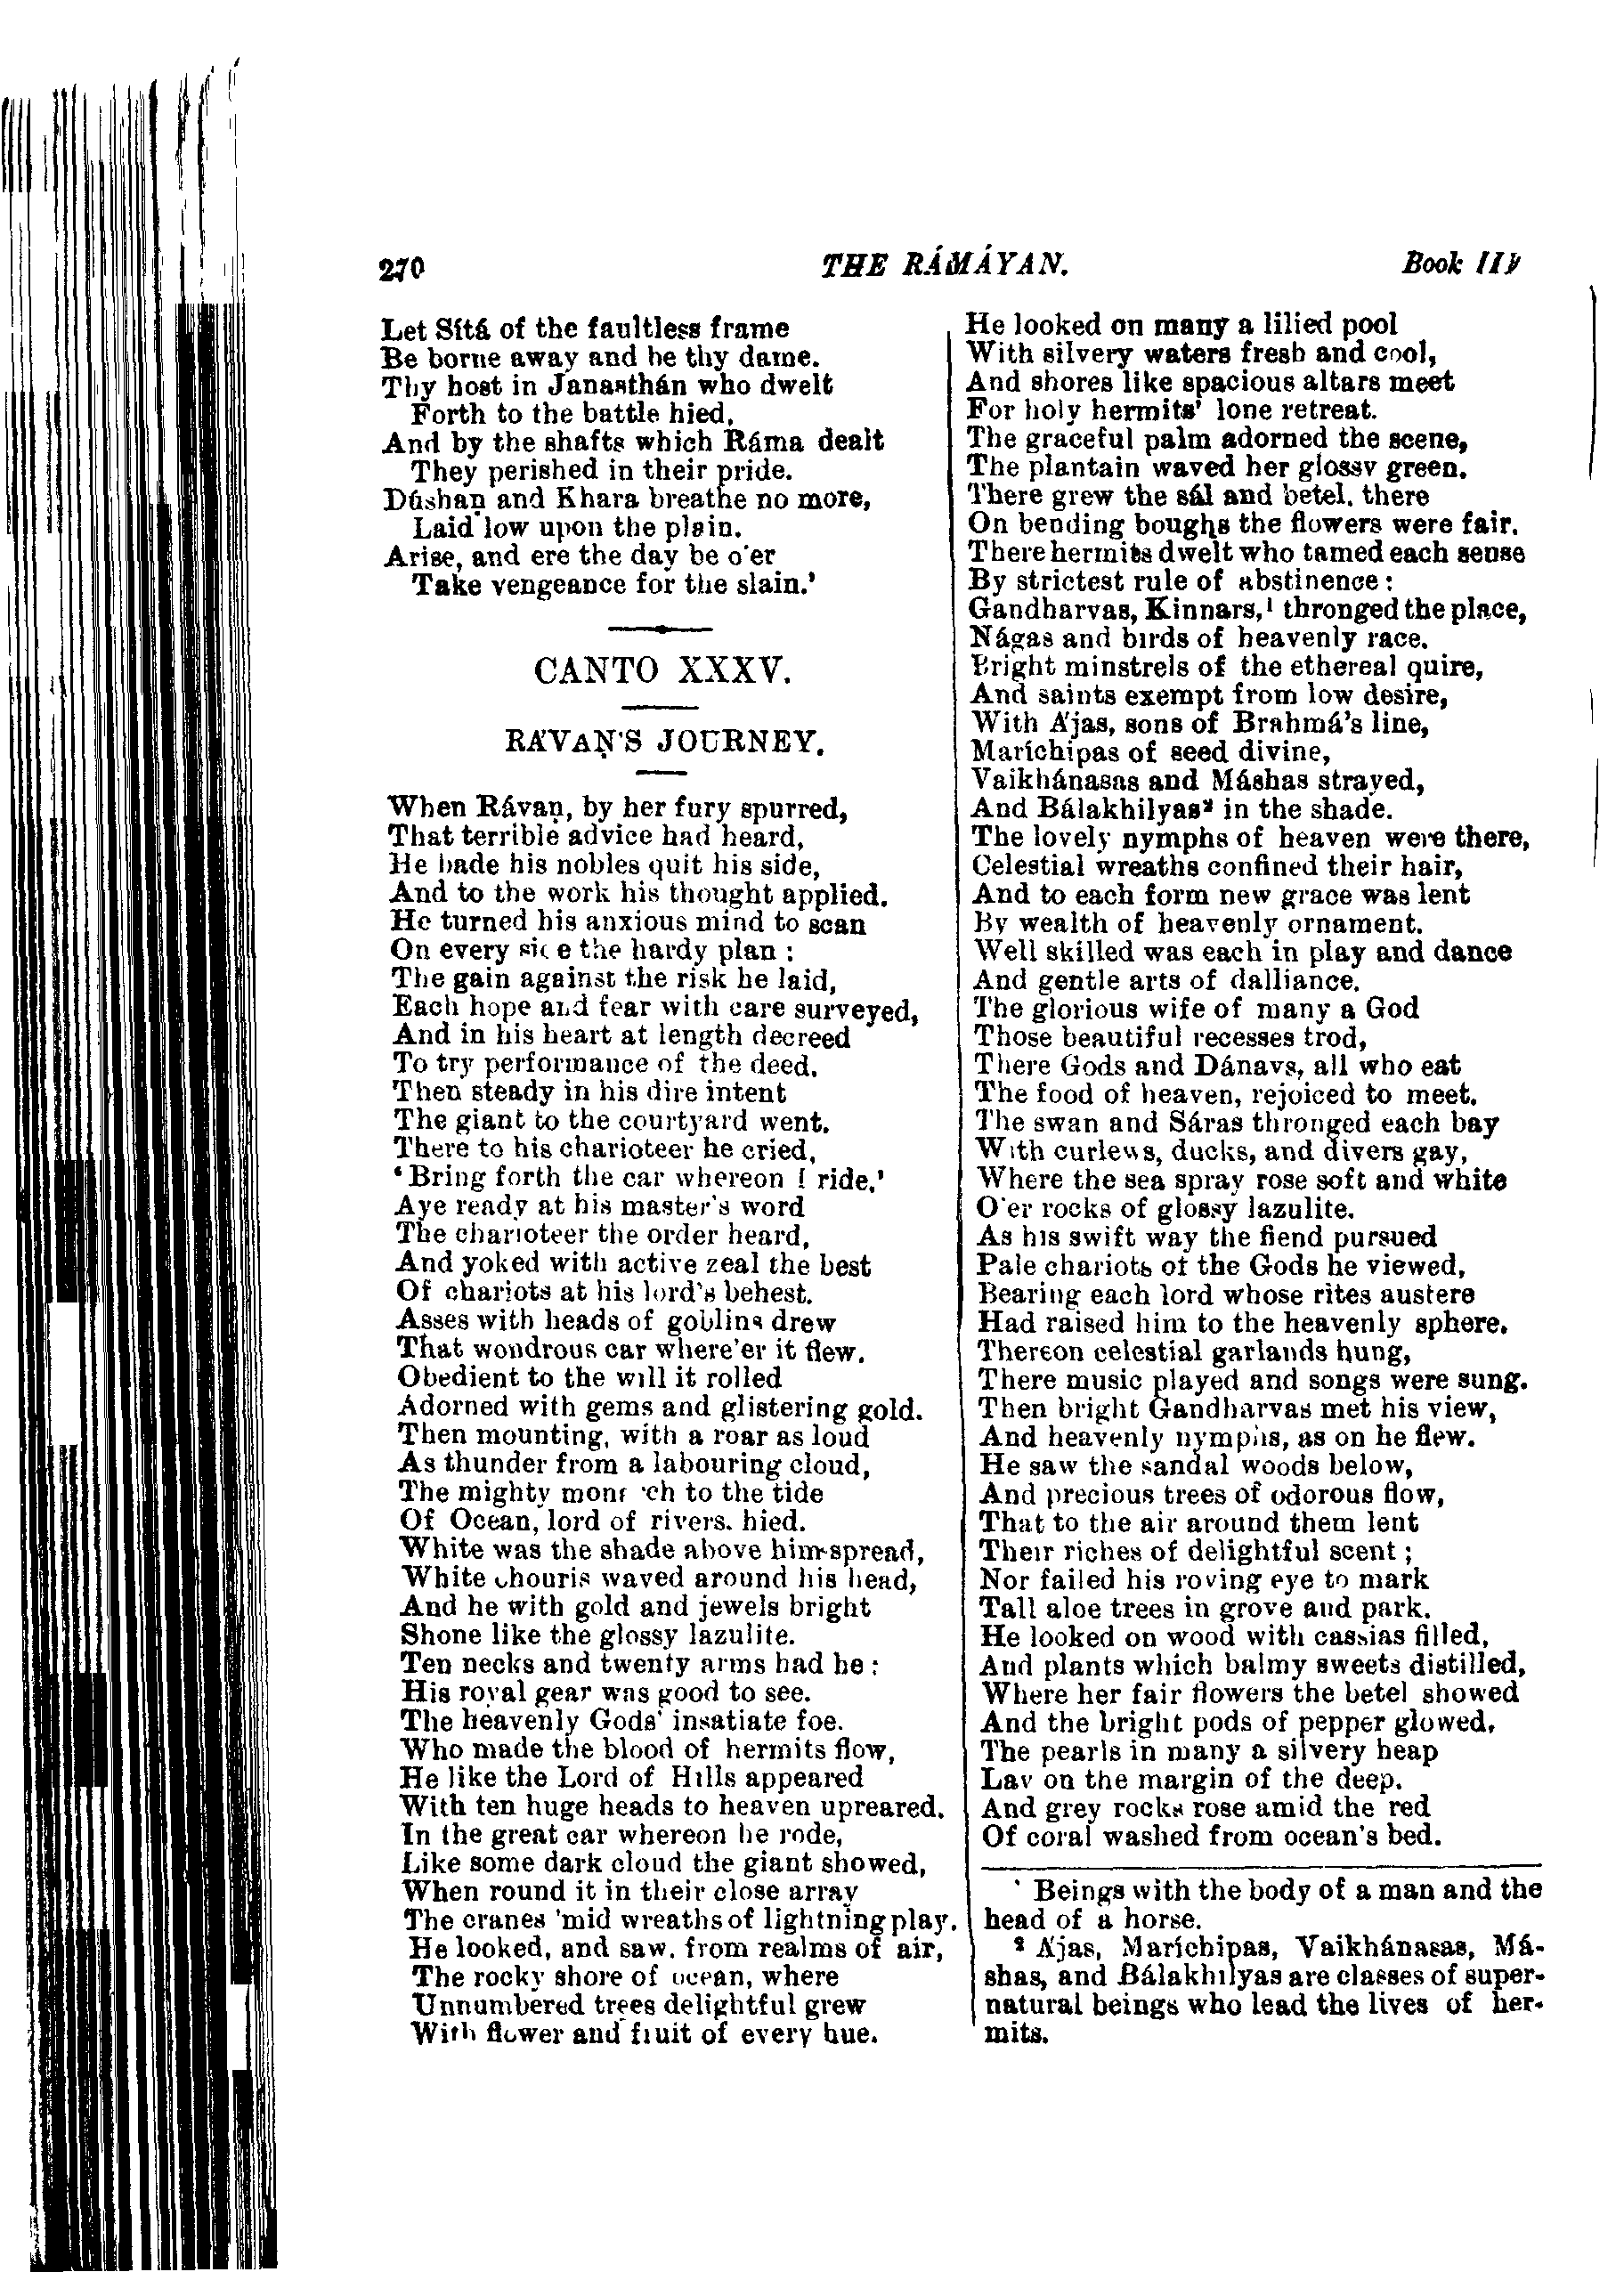 270
THE RÁMÁYAN.
Book III
Let Sítá of the faultless frame
Be borne away and be thy dame.
Thy host in Janasthán who dwelt
Forth to the battle hied,
And by the shafts which Ráma dealt
They perished in their pride.
Dúshaṇ and Khara breathe no more,
Laid low upon the plain.
Arise, and ere the day be o'er
Take vengeance for the slain.'
CANTO XXXV.
RÁVAṆ'S JOURNEY.
When Rávaṇ, by her fury spurred,
That terrible advice had heard,
He bade his nobles quit his side,
And to the work his thought applied.
He turned his anxious mind to scan
On every side the hardy plan :
The gain against the risk he laid,
Each hope and fear with care surveyed,
And in his heart at length decreed
To try performance of the deed.
Then steady in his dire intent
The giant to the courtyard went.
There to his charioteer he cried,
'Bring forth the car whereon I ride.'
Aye ready at his master's word
The charioteer the order heard,
And yoked with active zeal the best
Of chariots at his lord's behest.
Asses with heads of goblins drew
That wondrous car where'er it flew.
Obedient to the will it rolled
Adorned with gems and glistering gold.
Then mounting, with a roar as loud
As thunder from a labouring cloud,
The mighty monarch to the tide
Of Ocean, lord of rivers, hied.
White was the shade above him spread,
White chouris waved around his head,
And he with gold and jewels bright
Shone like the glossy lazulite.
Ten necks and twenty arms had he :
His royal gear was good to see.
The heavenly Gods' insatiate foe.
Who made the blood of hermits flow,
He like the Lord of Hills appeared
With ten huge heads to heaven upreared.
In the great car whereon he rode,
Like some dark cloud the giant showed,
When round it in their close array
The cranes 'mid wreaths of lightning play.
He looked, and saw, from realms of air,
The rocky shore of ocean, where
Unnumbered trees delightful grew
With flower and fruit of every hue.
He looked on many a lilied pool
With silvery waters fresh and cool,
And shores like spacious altars meet
For holy hermits' lone retreat.
The graceful palm adorned the scene,
The plantain waved her glossy green.
There grew the sál and betel, there
On bending boughs the flowers were fair.
There hermits dwelt who tamed each sense
By strictest rule of abstinence :
Gandharvas, Kinnars,¹ thronged the place,
Nágas and birds of heavenly race.
Bright minstrels of the ethereal quire,
And saints exempt from low desire,
With Ájas, sons of Brahmá's line,
Maríchipas of seed divine,
Vaikhánasas and Máshas strayed,
And Bálakhilyas² in the shade.
The lovely nymphs of heaven were there,
Celestial wreaths confined their hair,
And to each form new grace was lent
By wealth of heavenly ornament.
Well skilled was each in play and dance
And gentle arts of dalliance.
The glorious wife of many a God
Those beautiful recesses trod,
There Gods and Dánavs, all who eat
The food of heaven, rejoiced to meet.
The swan and Sáras thronged each bay
With curlews, ducks, and divers gay,
Where the sea spray rose soft and white
O'er rocks of glossy lazulite.
As his swift way the fiend pursued
Pale chariots of the Gods he viewed,
Bearing each lord whose rites austere
Had raised him to the heavenly sphere.
Thereon celestial garlands hung,
There music played and songs were sung.
Then bright Gandharvas met his view,
And heavenly nymphs, as on he flew.
He saw the sandal woods below,
And precious trees of odorous flow,
That to the air around them lent
Their riches of delightful scent ;
Nor failed his roving eye to mark
Tall aloe trees in grove and park.
He looked on wood with cassias filled,
And plants which balmy sweets distilled,
Where her fair flowers the betel showed
And the bright pods of pepper glowed.
The pearls in many a silvery heap
Lay on the margin of the deep.
And grey rocks rose amid the red
Of coral washed from ocean's bed.
¹ Beings with the body of a man and the
head of a horse.
² Ájas, Maríchipas, Vaikhánasas, Má-
shas, and Bálakhilyas are classes of super-
natural beings who lead the lives of her-
mits.